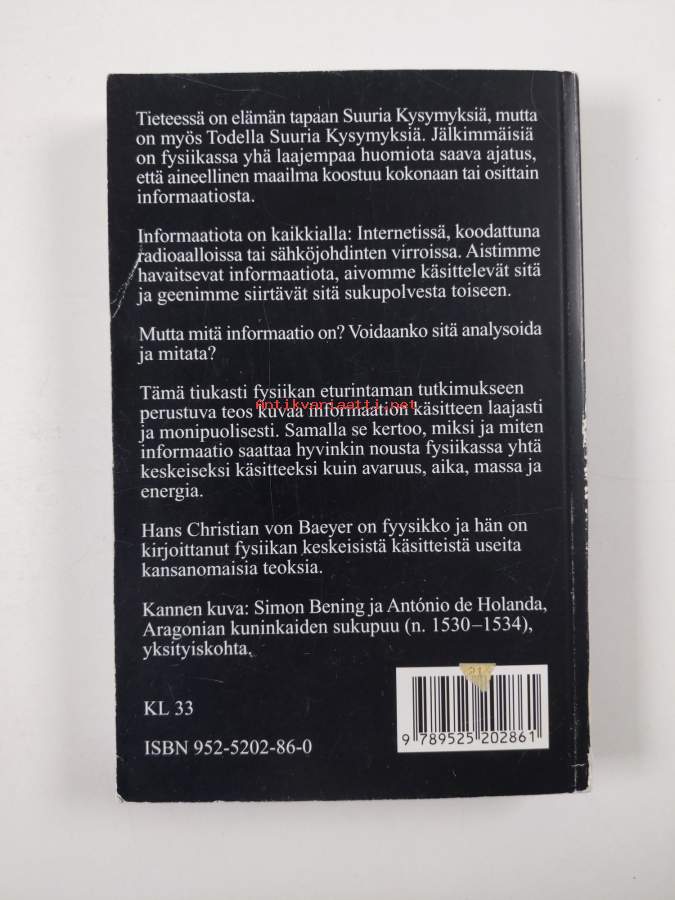 Tieteessä on elämän tapaan Suuria Kysymyksiä, mutta
on myös Todella Suuria Kysymyksiä. Jälkimmäisiä
on fysiikassa yhä laajempaa huomiota saava ajatus,
että aineellinen maailma koostuu kokonaan tai osittain
informaatiosta.
Informaatiota on kaikkialla: Internetissä, koodattuna
radioaalloissa tai sähköjohdinten virroissa. Aistimme
havaitsevat informaatiota, aivomme käsittelevät sitä
ja geenimme siirtävät sitä sukupolvesta toiseen.
Mutta mitä informaatio on? Voidaanko sitä analysoida
ja mitata?
Tämä tiukasti fysiikan eturintaman tutkimukseen
antikvariaatti.net
perustuva teos kuvaa informaation käsitteen laajasti
ja monipuolisesti. Samalla se kertoo, miksi ja miten
informaatio saattaa hyvinkin nousta fysiikassa yhtä
keskeiseksi käsitteeksi kuin avaruus, aika, massa ja
energia.
Hans Christian von Baeyer on fyysikko ja hän on
kirjoittanut fysiikan keskeisistä käsitteistä useita
kansanomaisia teoksia.
Kannen kuva: Simon Bening ja António de Holanda,
Aragonian kuninkaiden sukupuu (n. 1530–1534),
yksityiskohta.
KL 33
ISBN 952-5202-86-0
21
9 789525 202861